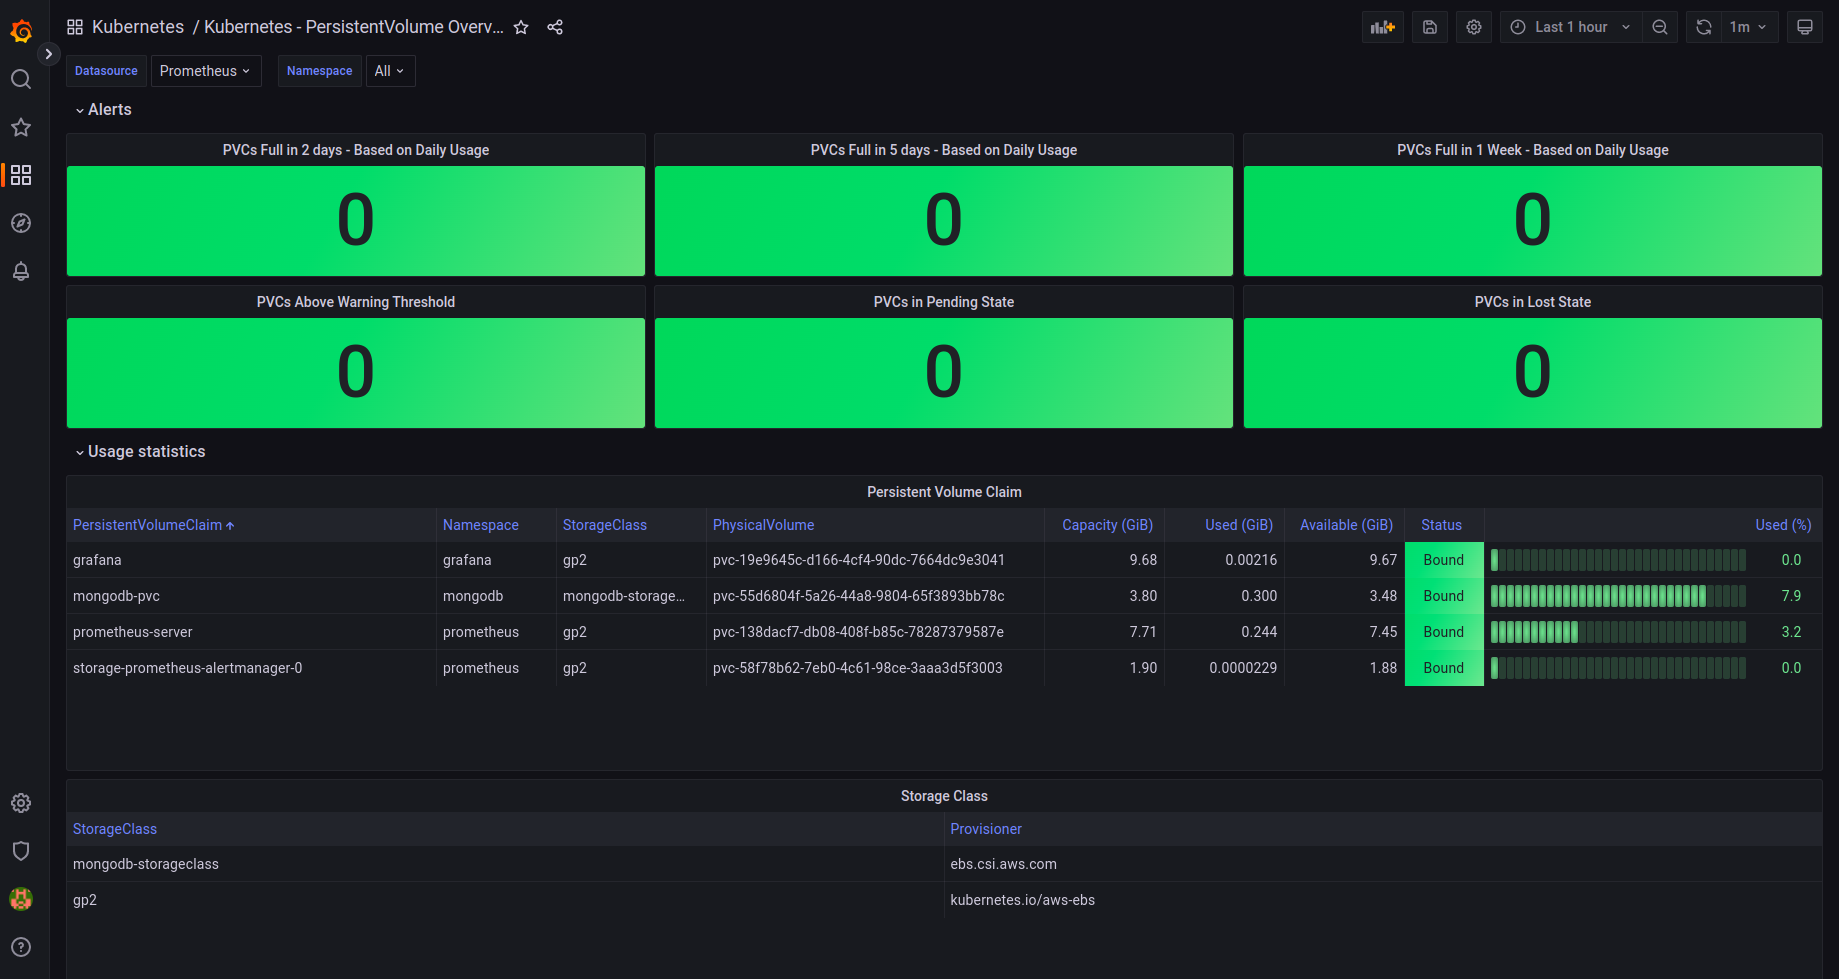 Kubernetes / Kubernetes - PersistentVolume Overv...
Last 1 hour
1m
Datasource Prometheus Namespace All
Alerts
PVCs Full in 2 days - Based on Daily Usage
PVCs Full in 5 days - Based on Daily Usage
PVCs Full in 1 Week - Based on Daily Usage
0
0
0
PVCs Above Warning Threshold
PVCs in Pending State
PVCs in Lost State
0
0
0
Usage statistics
Persistent Volume Claim
PersistentVolumeClaim Namespace StorageClass PhysicalVolume Capacity (GiB) Used (GiB) Available (GiB) Status Used (%)
grafana grafana gp2 pvc-19e9645c-d166-4cf4-90dc-7664dc9e3041 9.68 0.00216 9.67 Bound 0.0
mongodb-pvc mongodb mongodb-storage... pvc-55d6804f-5a26-44a8-9804-65f3893bb78c 3.80 0.300 3.48 Bound 7.9
prometheus-server prometheus gp2 pvc-138dacf7-db08-408f-b85c-78287379587e 7.71 0.244 7.45 Bound 3.2
storage-prometheus-alertmanager-0 prometheus gp2 pvc-58f78b62-7eb0-4c61-98ce-3aaa3d5f3003 1.90 0.0000229 1.88 Bound 0.0
Storage Class
StorageClass Provisioner
mongodb-storageclass ebs.csi.aws.com
gp2 kubernetes.io/aws-ebs